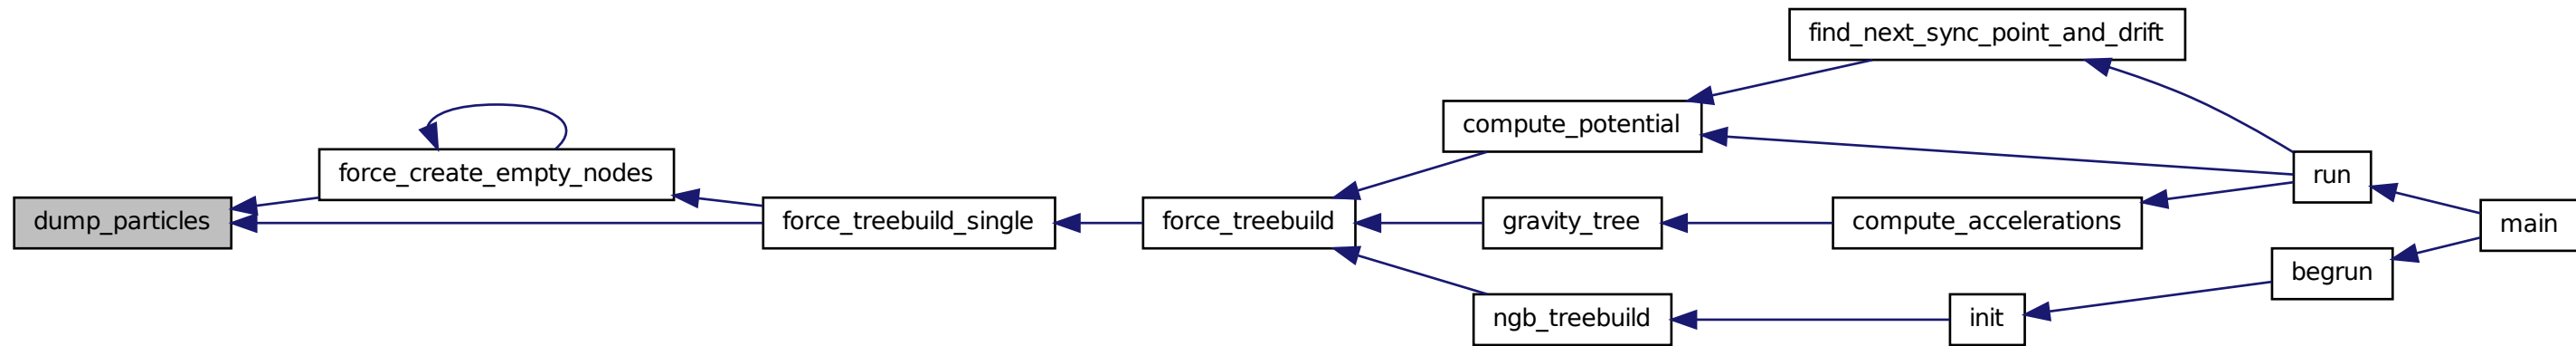 find_next_sync_point_and_drift
compute_potential
force_create_empty_nodes
run
dump_particles
force_treebuild_single
force_treebuild
gravity_tree
compute_accelerations
main
begrun
ngb_treebuild
init